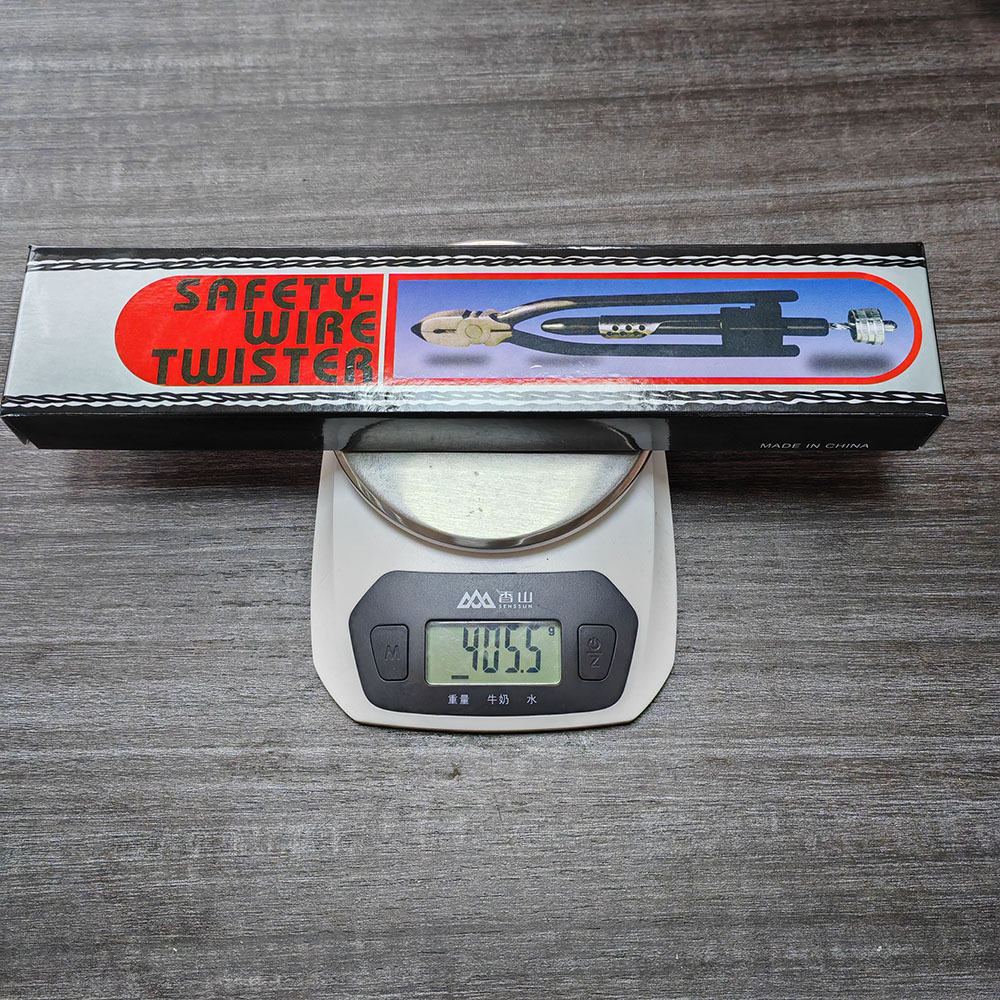 SAFETY-
WIRE
TWISTER
MADE IN CHINA
香山
SENSSUN
M
405.5 g
N
重量 牛奶 水